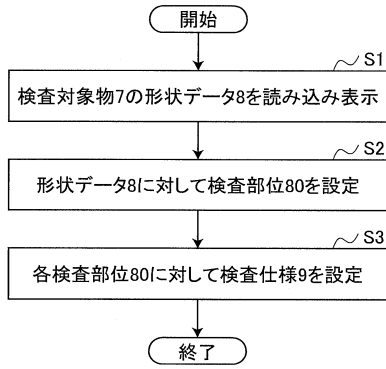 開始
S1
検査対象物7の形状データ8を読み込み表示
S2
形状データ8に対して検査部位80を設定
S3
各検査部位80に対して検査仕様9を設定
終了